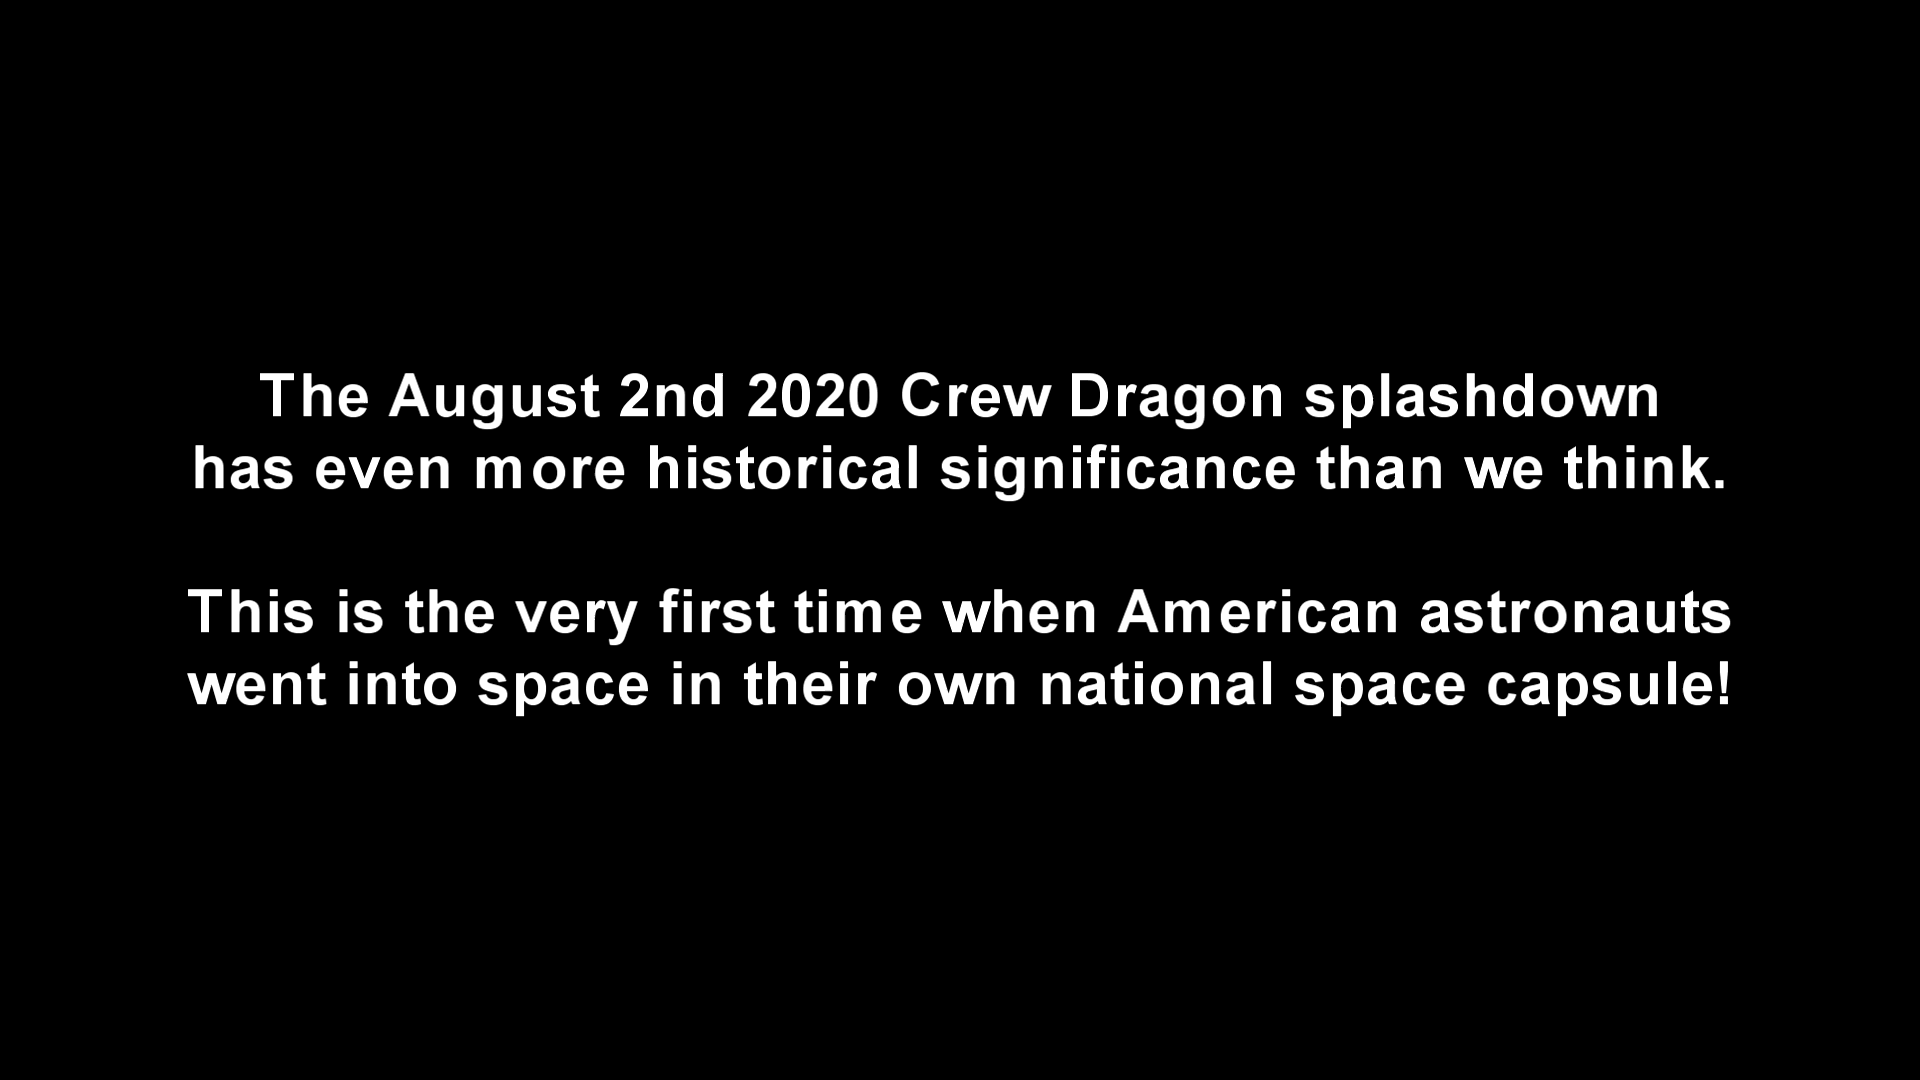 The August 2nd 2020 Crew Dragon splashdown
has even more historical significance than we think.
This is the very first time when American astronauts
went into space in their own national space capsule!